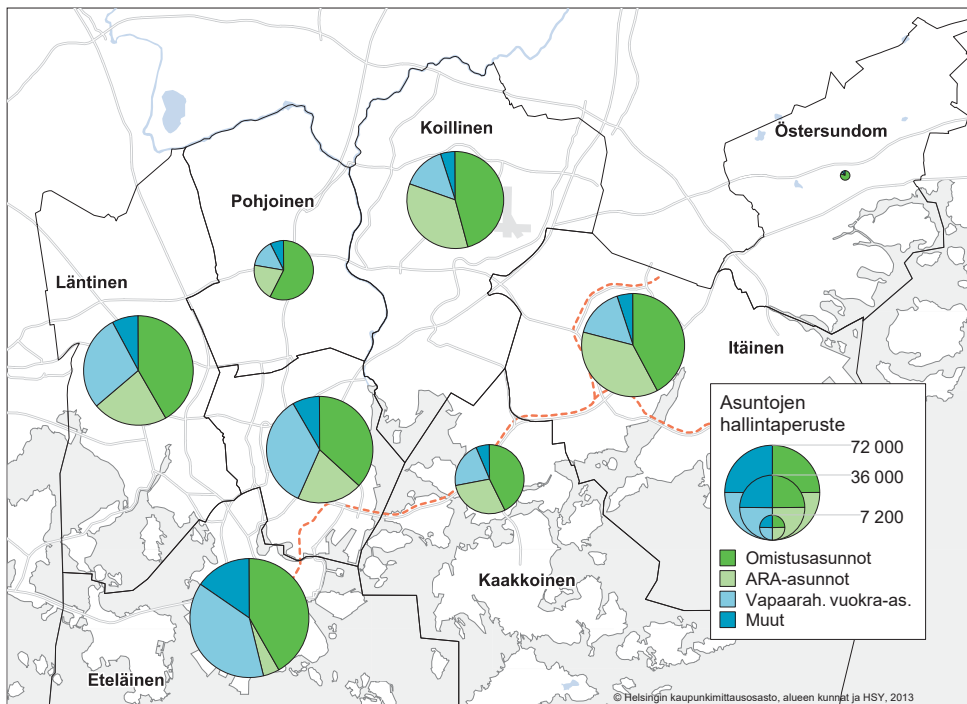 Koillinen
Östersundom
Pohjoinen
Läntinen
Itäinen
Asuntojen
hallintaperuste
72 000
36 000
7 200
Omistusasunnot
ARA-asunnot
Vapaarah. vuokra-as.
Muut
Kaakkoinen
Eteläinen
© Helsingin kaupunkimittausosasto, alueen kunnat ja HSY, 2013